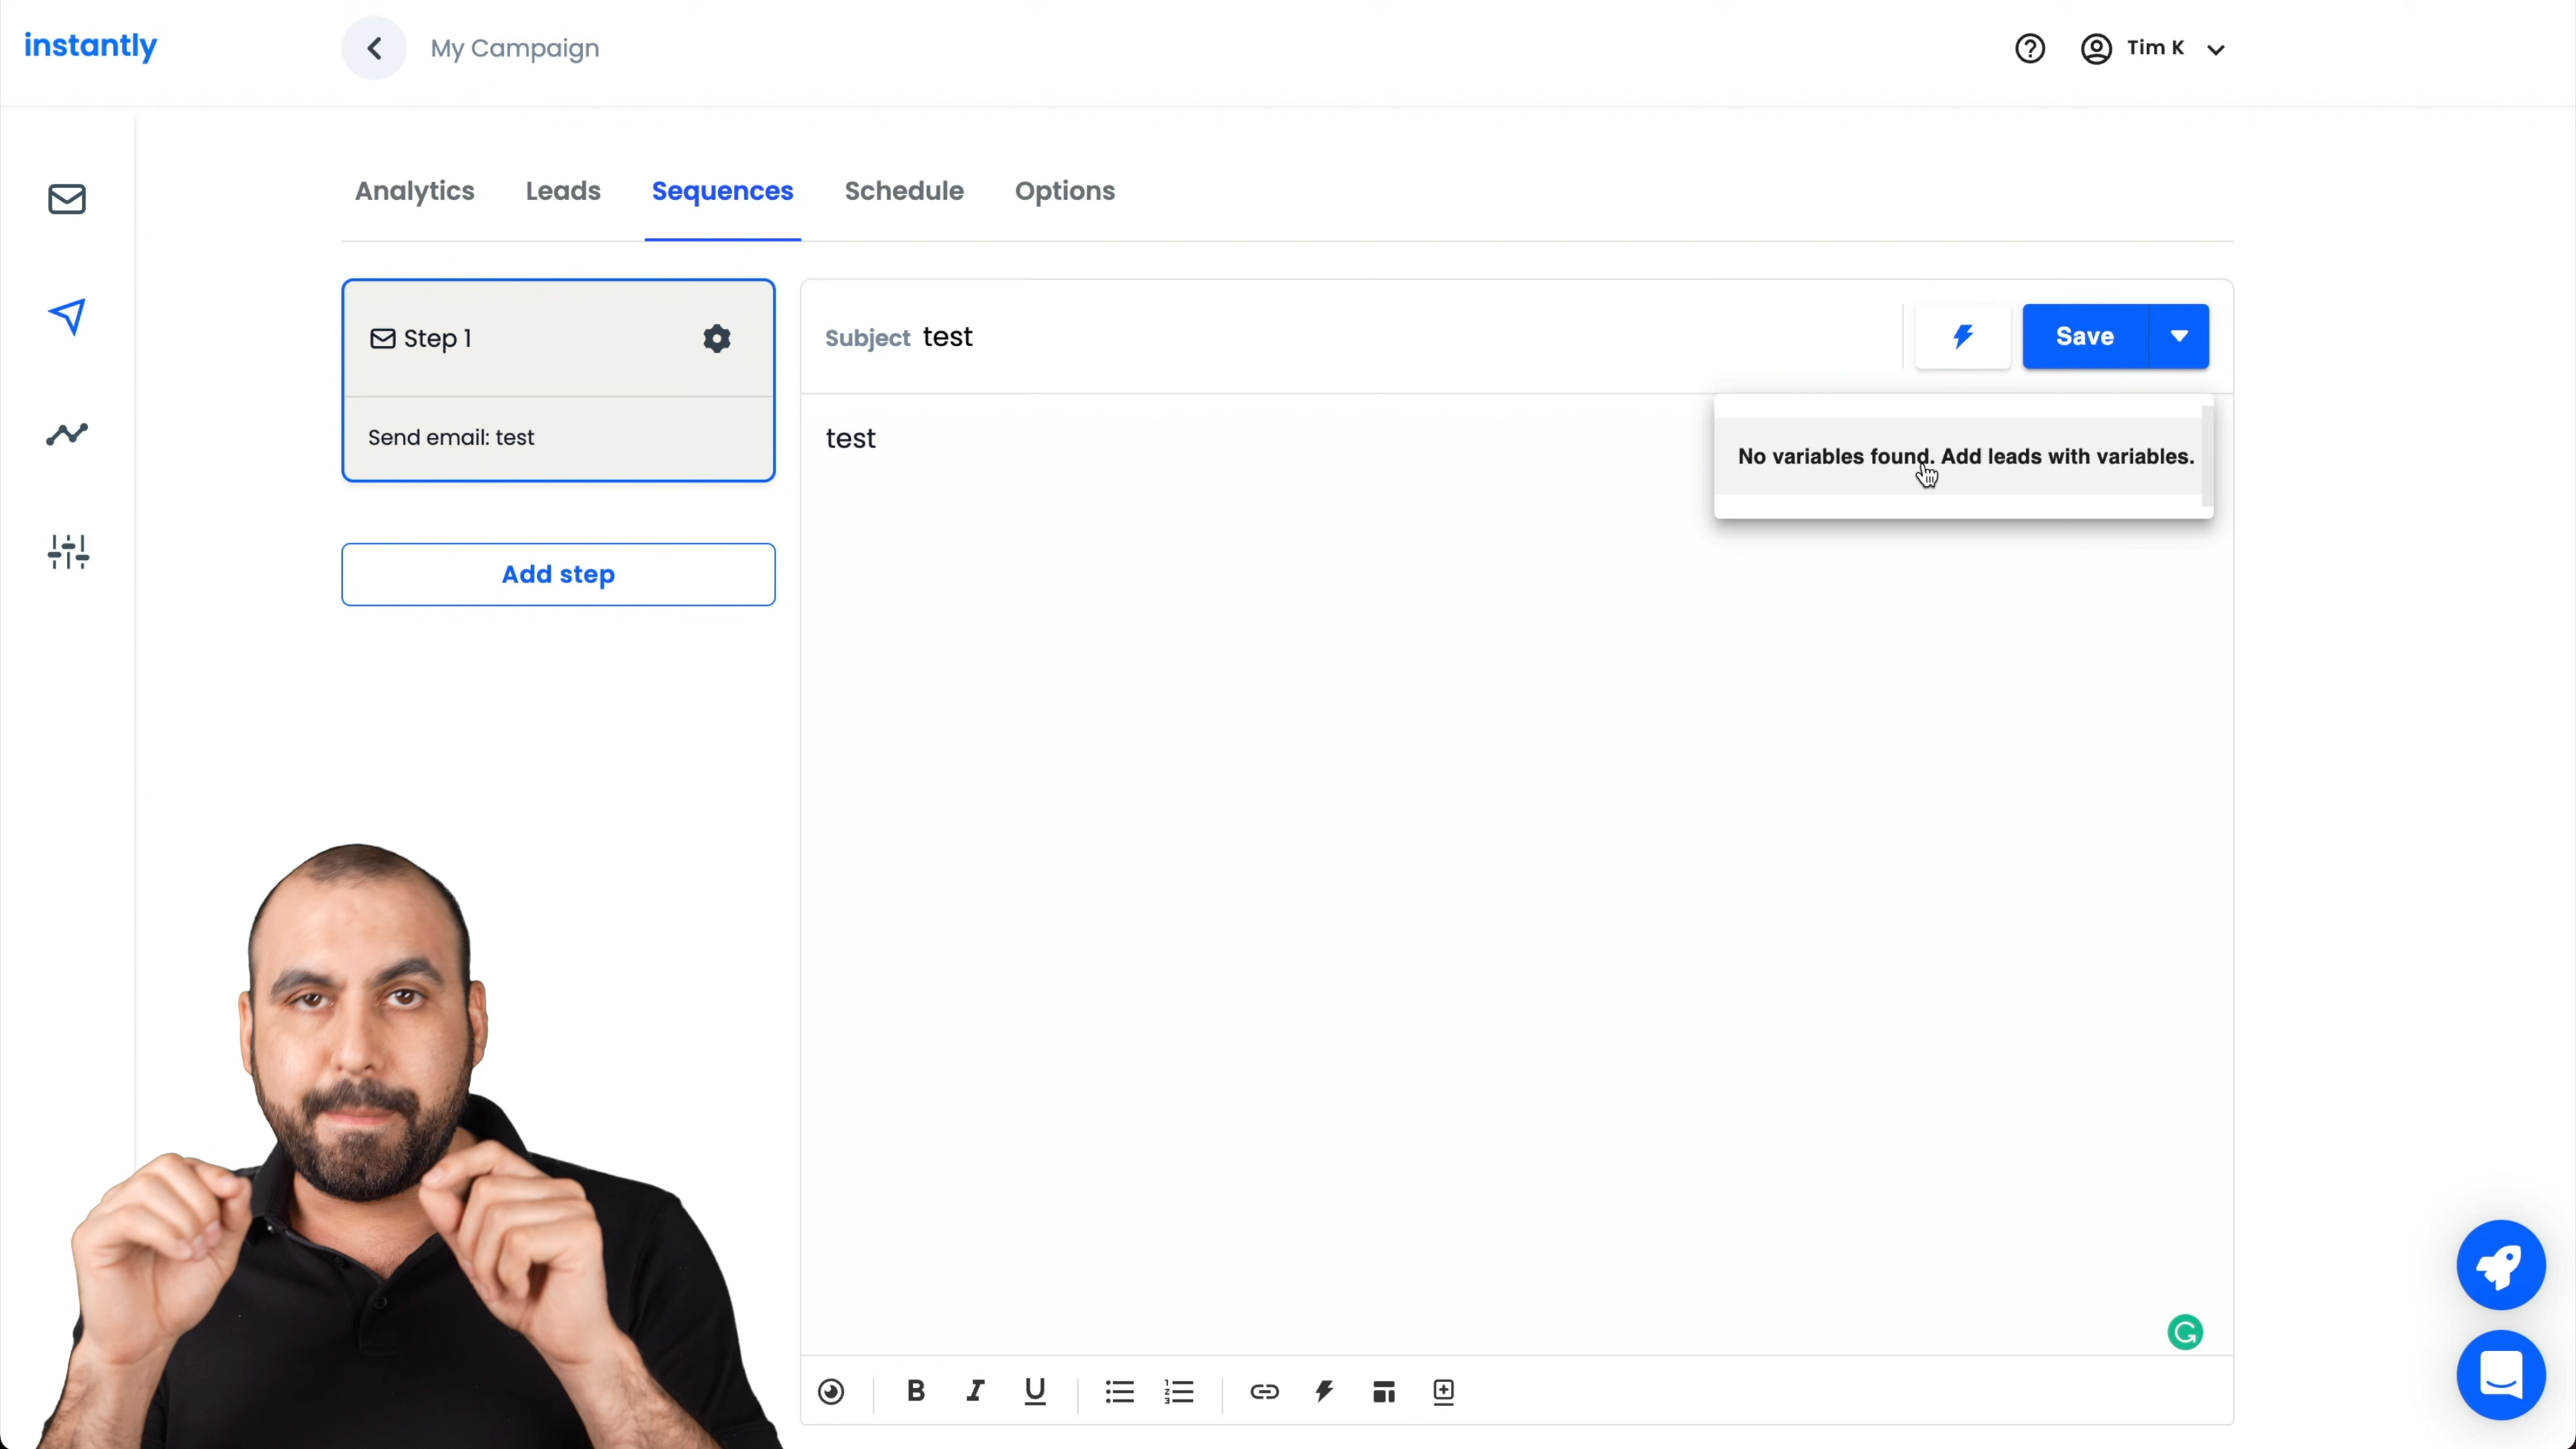 instantly
My Campaign
Tim K
Analytics
Leads
Sequences
Schedule
Options
Step 1
Send email: test
Add step
Subject test
Save
No variables found. Add leads with variables.
test
B I U